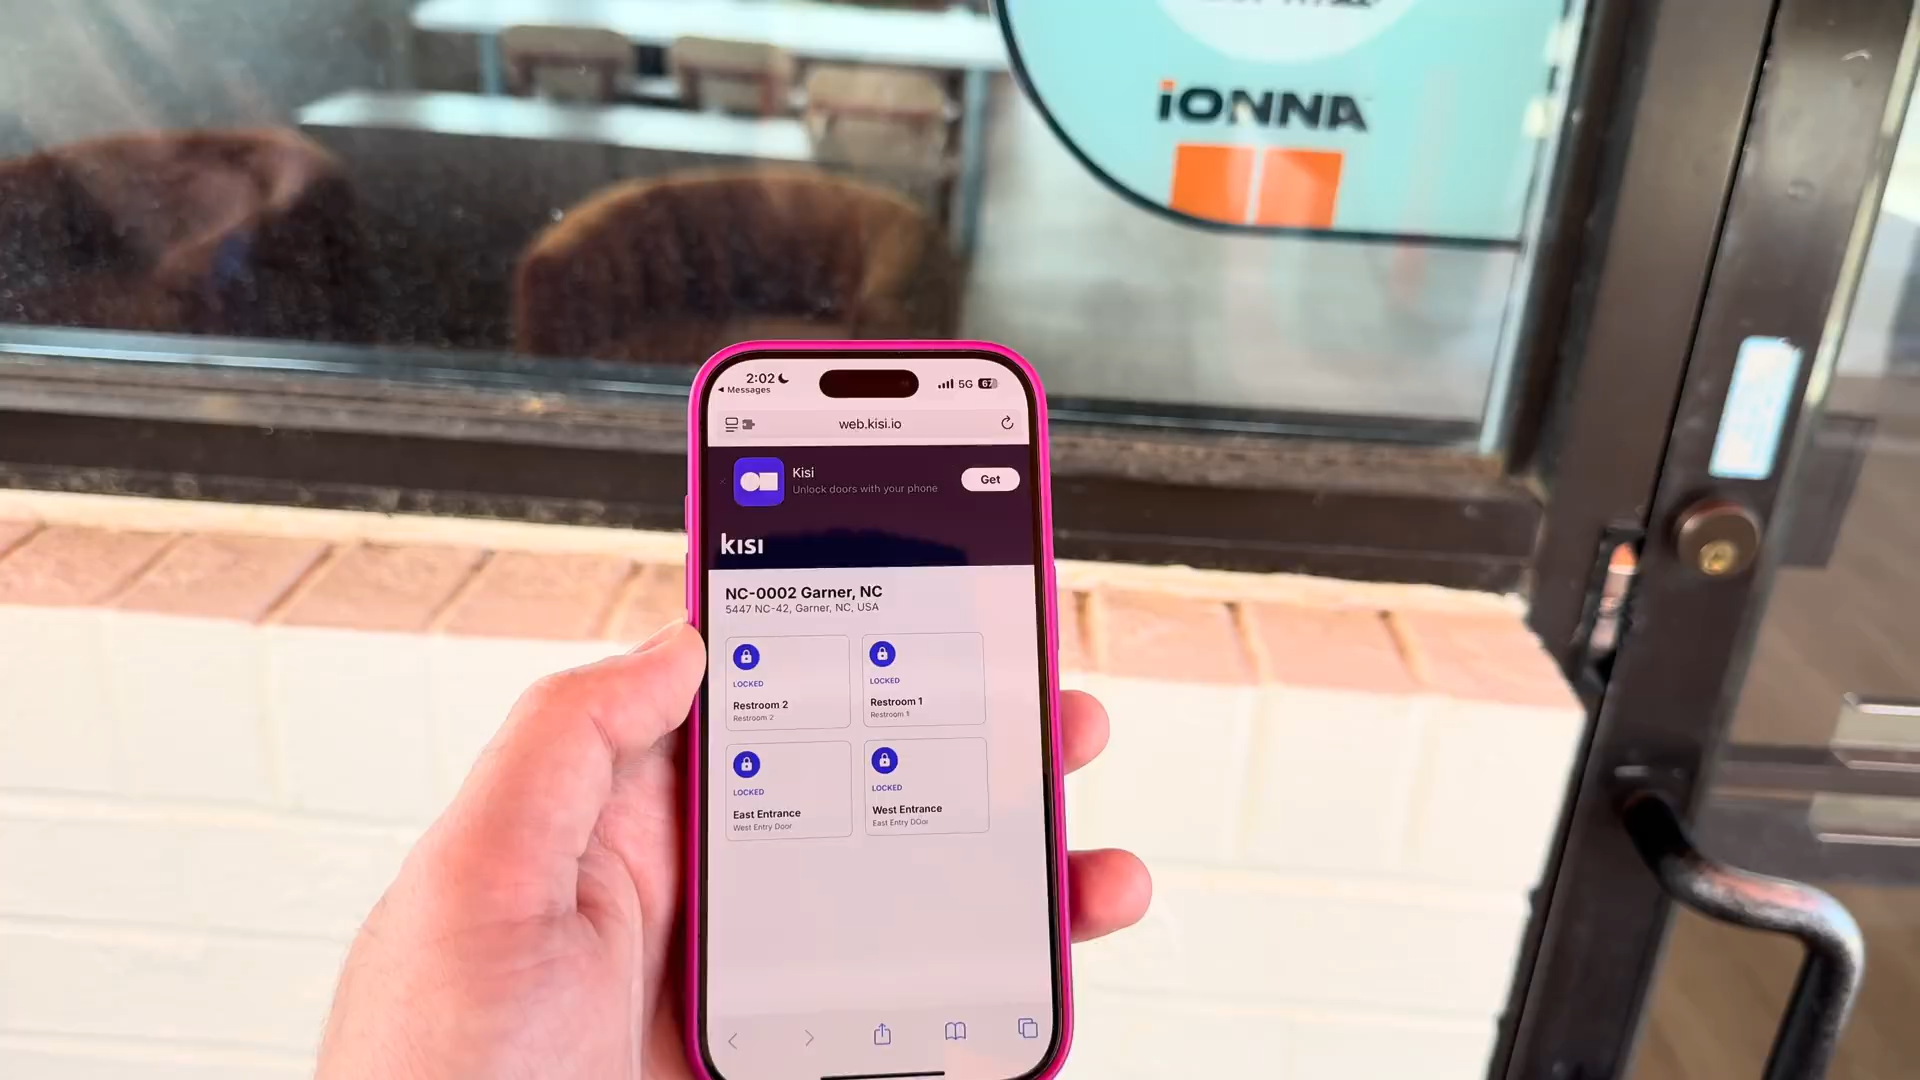 iONNA
2:02
5G 67
Messages
web.kisi.io
Kisi
Unlock doors with your phone
Get
kisi
NC-0002 Garner, NC
5447 NC-42, Garner, NC, USA
LOCKED
Restroom 2
Restroom 2
LOCKED
Restroom 1
Restroom 1
LOCKED
East Entrance
West Entry Door
LOCKED
West Entrance
East Entry DOor